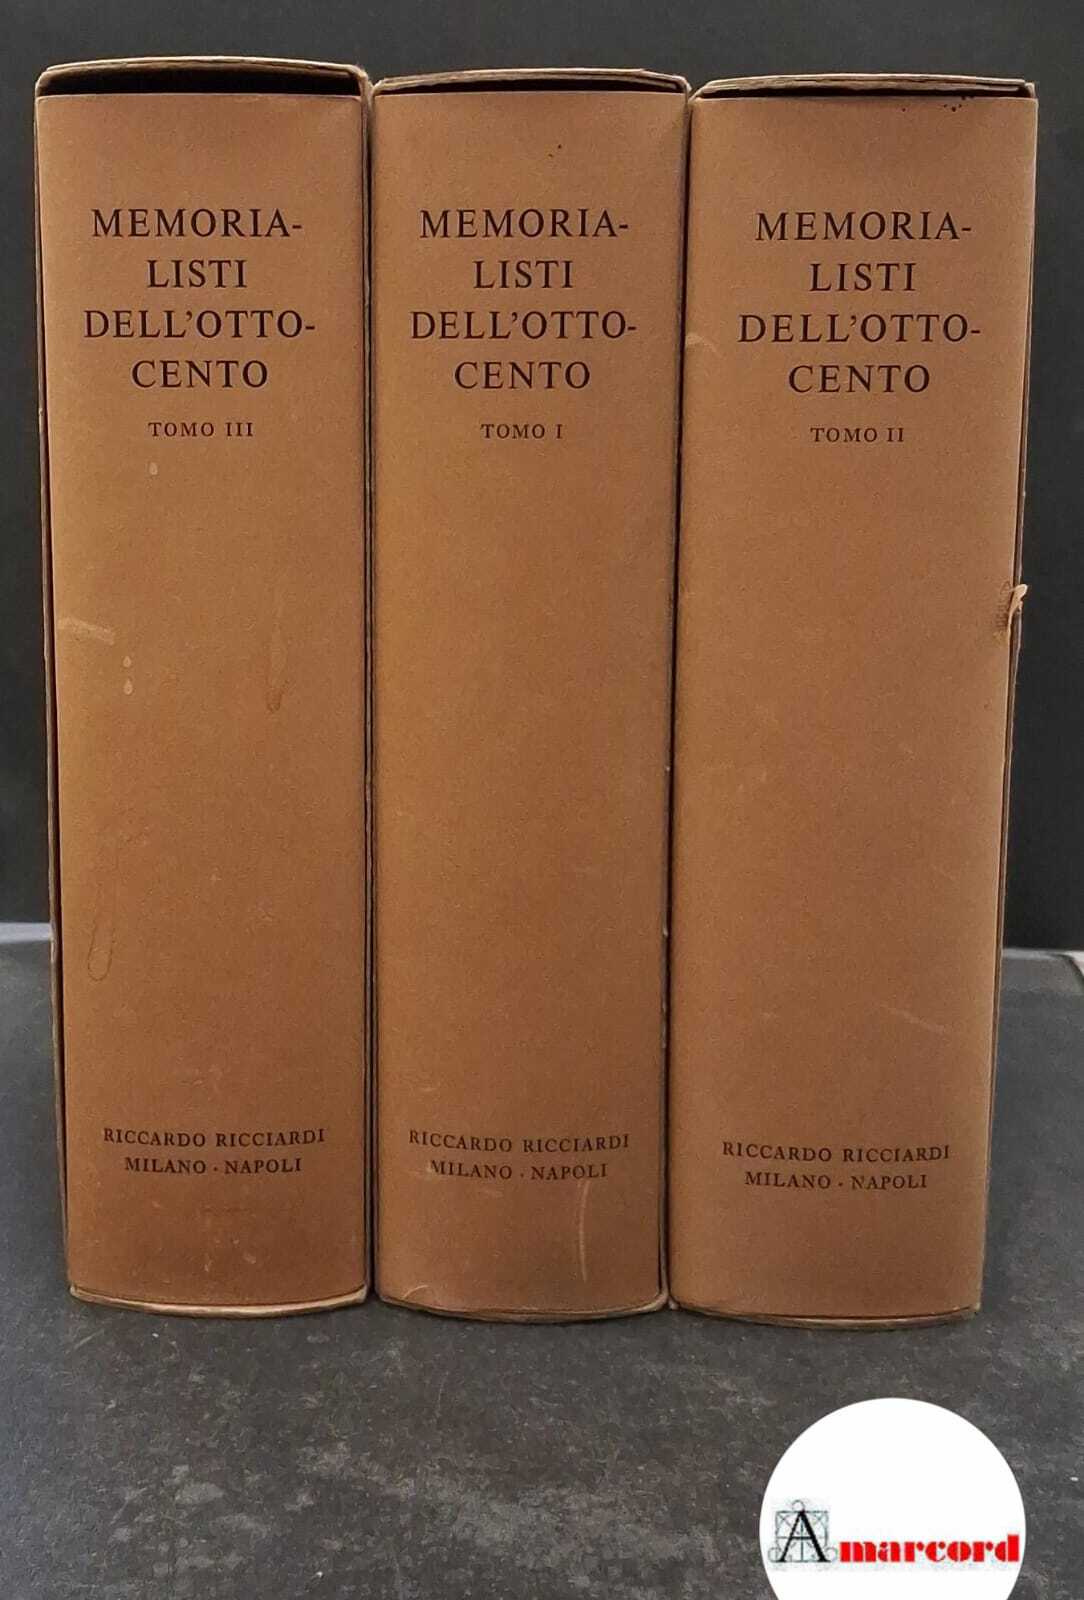 MEMORIA-
LISTI
DELL'OTTO-
CENTO
TOMO III
RICCARDO RICCIARDI
MILANO · NAPOLI
MEMORIA-
LISTI
DELL'OTTO-
CENTO
TOMO I
RICCARDO RICCIARDI
MILANO · NAPOLI
MEMORIA-
LISTI
DELL'OTTO-
CENTO
TOMO II
RICCARDO RICCIARDI
MILANO · NAPOLI
Amarcord